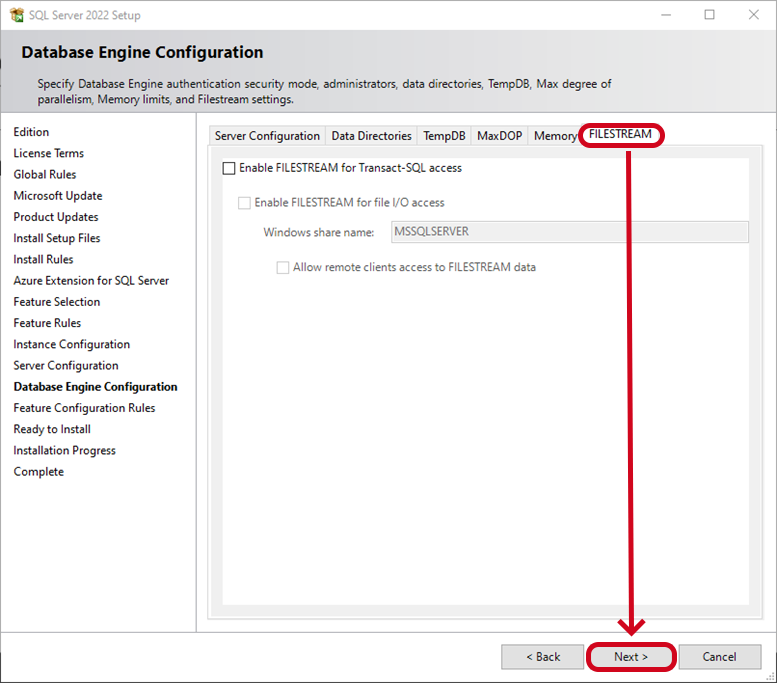 SQL Server 2022 Setup
Database Engine Configuration
Specify Database Engine authentication security mode, administrators, data directories, TempDB, Max degree of
parallelism, Memory limits, and Filestream settings.
Edition
License Terms
Global Rules
Microsoft Update
Product Updates
Install Setup Files
Install Rules
Azure Extension for SQL Server
Feature Selection
Feature Rules
Instance Configuration
Server Configuration
Database Engine Configuration
Feature Configuration Rules
Ready to Install
Installation Progress
Complete
Server Configuration Data Directories TempDB MaxDOP Memory FILESTREAM
Enable FILESTREAM for Transact-SQL access
Enable FILESTREAM for file I/O access
Windows share name: MSSQLSERVER
Allow remote clients access to FILESTREAM data
< Back Next > Cancel